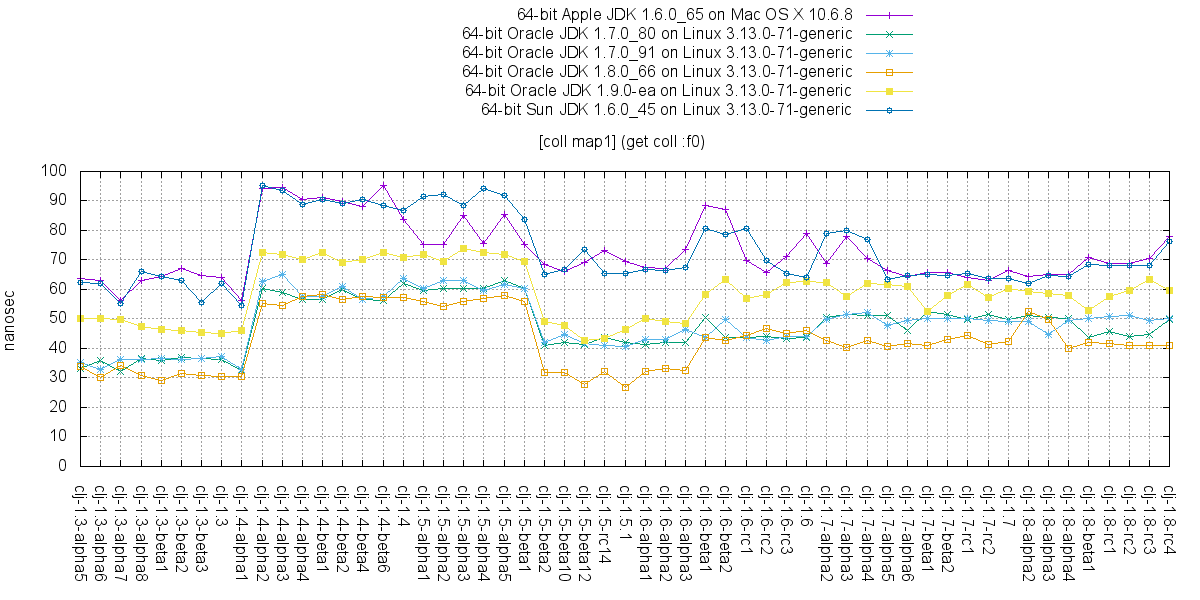 64-bit Apple JDK 1.6.0_65 on Mac OS X 10.6.8
64-bit Oracle JDK 1.7.0_80 on Linux 3.13.0-71-generic
64-bit Oracle JDK 1.7.0_91 on Linux 3.13.0-71-generic
64-bit Oracle JDK 1.8.0_66 on Linux 3.13.0-71-generic
64-bit Oracle JDK 1.9.0-ea on Linux 3.13.0-71-generic
64-bit Sun JDK 1.6.0_45 on Linux 3.13.0-71-generic
[coll map1] (get coll :f0)
100
90
80
70
60
50
40
30
20
10
0
nanosec
clj-1.3-alpha5
clj-1.3-alpha6
clj-1.3-alpha7
clj-1.3-alpha8
clj-1.3-beta1
clj-1.3-beta2
clj-1.3-beta3
clj-1.3
clj-1.4-alpha1
clj-1.4-alpha2
clj-1.4-alpha3
clj-1.4-alpha4
clj-1.4-beta1
clj-1.4-beta2
clj-1.4-beta4
clj-1.4-beta6
clj-1.4
clj-1.5-alpha1
clj-1.5-alpha2
clj-1.5-alpha3
clj-1.5-alpha4
clj-1.5-alpha5
clj-1.5-beta1
clj-1.5-beta2
clj-1.5-beta10
clj-1.5-beta12
clj-1.5-rc14
clj-1.5.1
clj-1.6-alpha1
clj-1.6-alpha2
clj-1.6-alpha3
clj-1.6-beta1
clj-1.6-beta2
clj-1.6-rc1
clj-1.6-rc2
clj-1.6-rc3
clj-1.6
clj-1.7-alpha2
clj-1.7-alpha3
clj-1.7-alpha4
clj-1.7-alpha5
clj-1.7-alpha6
clj-1.7-beta1
clj-1.7-beta2
clj-1.7-rc1
clj-1.7-rc2
clj-1.7
clj-1.8-alpha2
clj-1.8-alpha3
clj-1.8-alpha4
clj-1.8-beta1
clj-1.8-rc1
clj-1.8-rc2
clj-1.8-rc3
clj-1.8-rc4